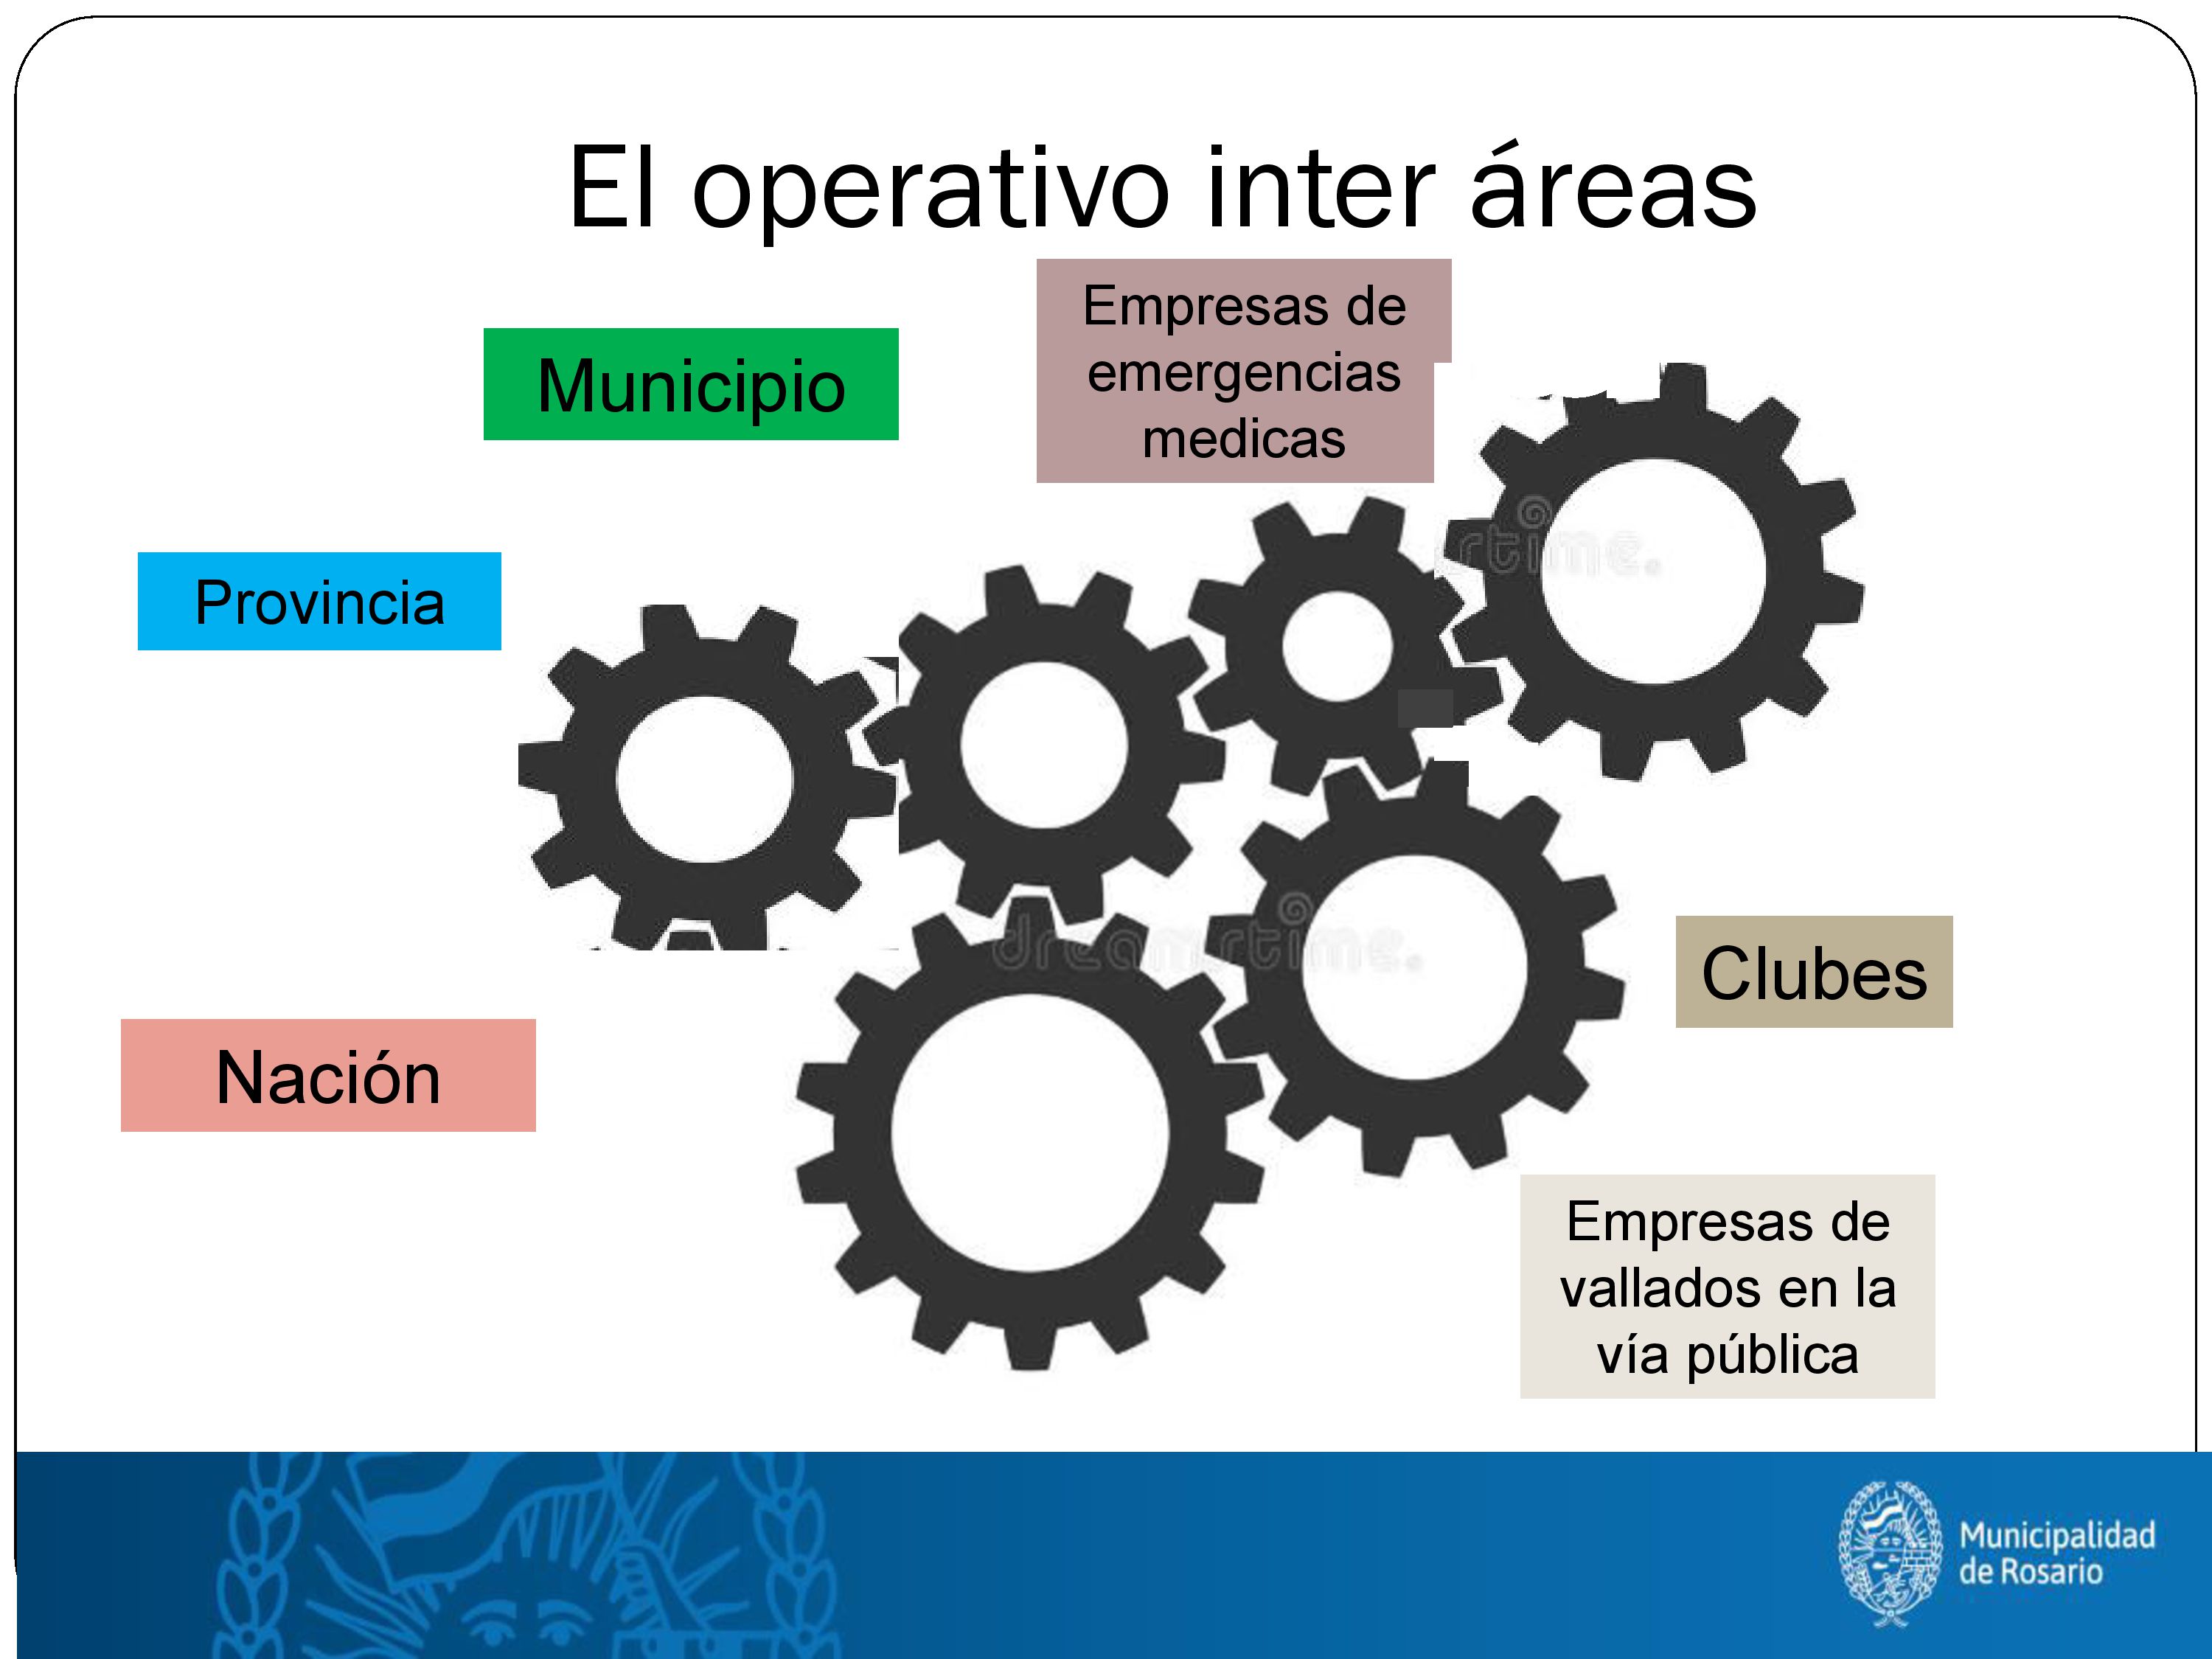 El operativo inter áreas
Empresas de
emergencias
medicas
Municipio
Provincia
rtime.
dreamstime.
Clubes
Nación
Empresas de
vallados en la
vía pública
Municipalidad
de Rosario